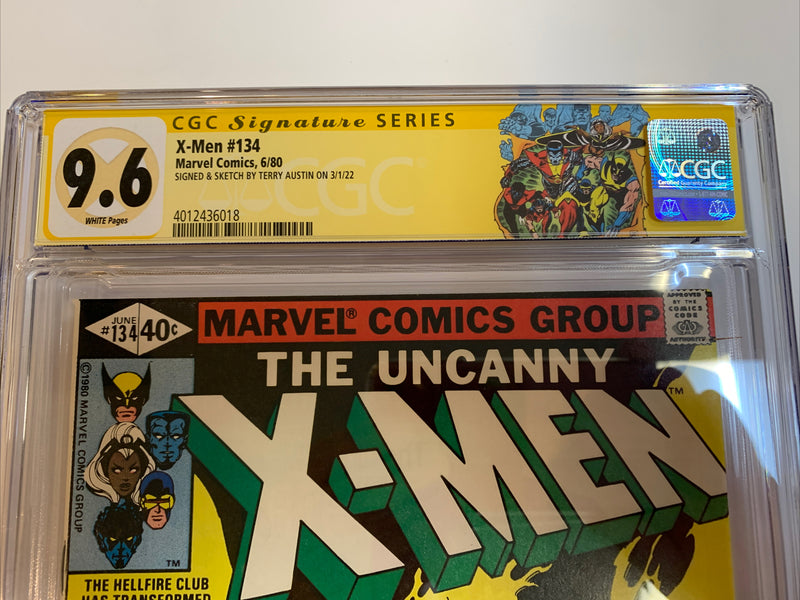 CGC Signature SERIES
X-Men #134
Marvel Comics, 6/80
SIGNED & SKETCH BY TERRY AUSTIN ON 3/1/22
9.6
WHITE Pages
4012436018
CGC
CGC
Certified Guaranty Company
JUNE
#134
40¢
MARVEL® COMICS GROUP
APPROVED
BY THE
COMICS
CODE
AUTHORITY
THE UNCANNY
X-MEN™
©1980 MARVEL COMICS GROUP
TM
THE HELLFIRE CLUB
HAS TRANSFORMED